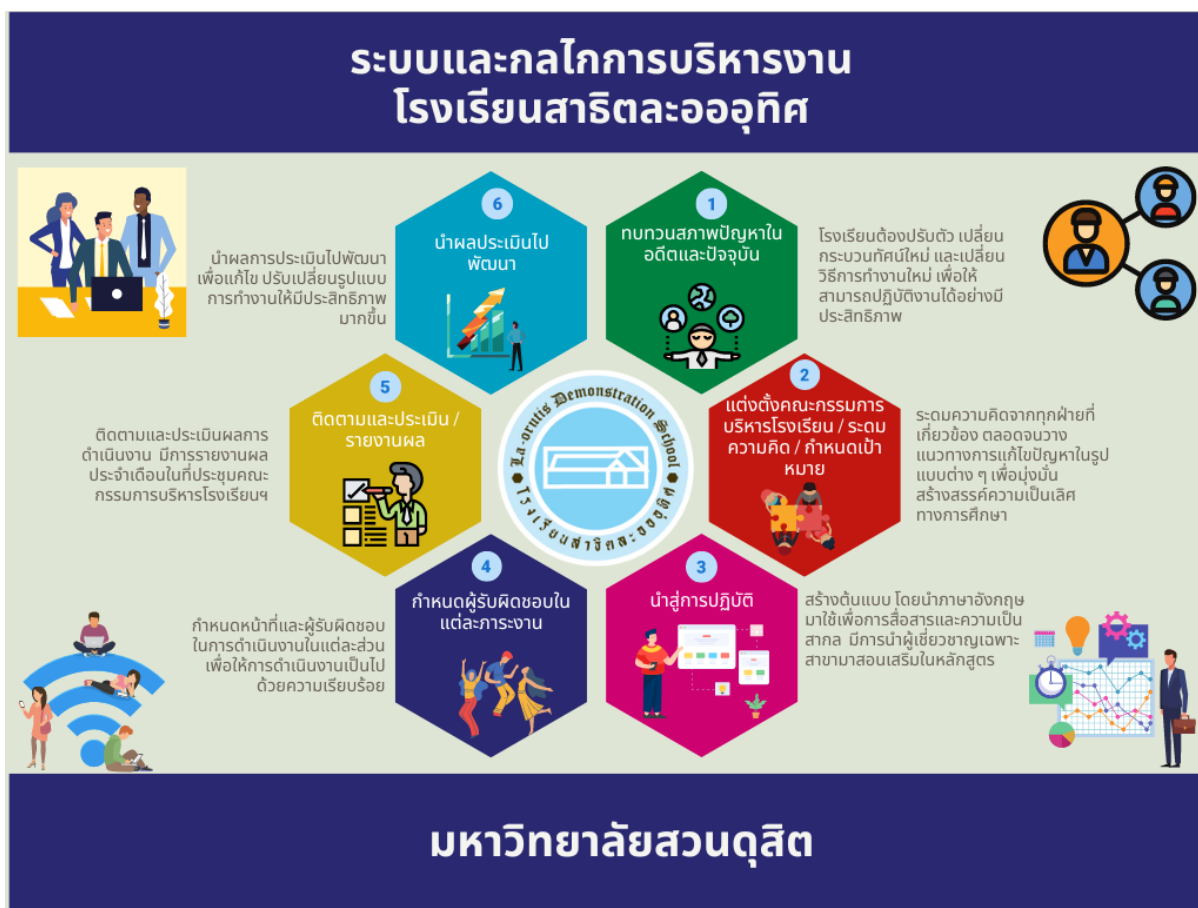 ระบบและกลไกการบริหารงาน
โรงเรียนสาธิตละอออุทิศ
1
ทบทวนสภาพปัญหาใน
อดีตและปัจจุบัน
โรงเรียนต้องปรับตัว เปลี่ยน
กระบวนทัศน์ใหม่ และเปลี่ยน
วิธีการทำงานใหม่ เพื่อให้
สามารถปฏิบัติงานได้อย่างมี
ประสิทธิภาพ
2
แต่งตั้งคณะกรรมการ
บริหารโรงเรียน / ระดม
ความคิด / กำหนดเป้า
หมาย
ระดมความคิดจากทุกฝ่ายที่
เกี่ยวข้อง ตลอดจนวาง
แนวทางการแก้ไขปัญหาในรูป
แบบต่าง ๆ เพื่อมุ่งมั่น
สร้างสรรค์ความเป็นเลิศ
ทางการศึกษา
3
นำสู่การปฏิบัติ
สร้างต้นแบบ โดยนำภาษาอังกฤษ
มาใช้เพื่อการสื่อสารและความเป็น
สากล มีการนำผู้เชี่ยวชาญเฉพาะ
สาขามาสอนเสริมในหลักสูตร
4
กำหนดผู้รับผิดชอบใน
แต่ละภาระงาน
กำหนดหน้าที่และผู้รับผิดชอบ
ในการดำเนินงานในแต่ละส่วน
เพื่อให้การดำเนินงานเป็นไป
ด้วยความเรียบร้อย
5
ติดตามและประเมิน /
รายงานผล
ติดตามและประเมินผลการ
ดำเนินงาน มีการรายงานผล
ประจำเดือนในที่ประชุมคณะ
กรรมการบริหารโรงเรียนฯ
6
นำผลประเมินไป
พัฒนา
นำผลการประเมินไปพัฒนา
เพื่อแก้ไข ปรับเปลี่ยนรูปแบบ
การทำงานให้มีประสิทธิภาพ
มากขึ้น
La-orutis Demonstration School
โรงเรียนสาธิตละอออุทิศ
มหาวิทยาลัยสวนดุสิต